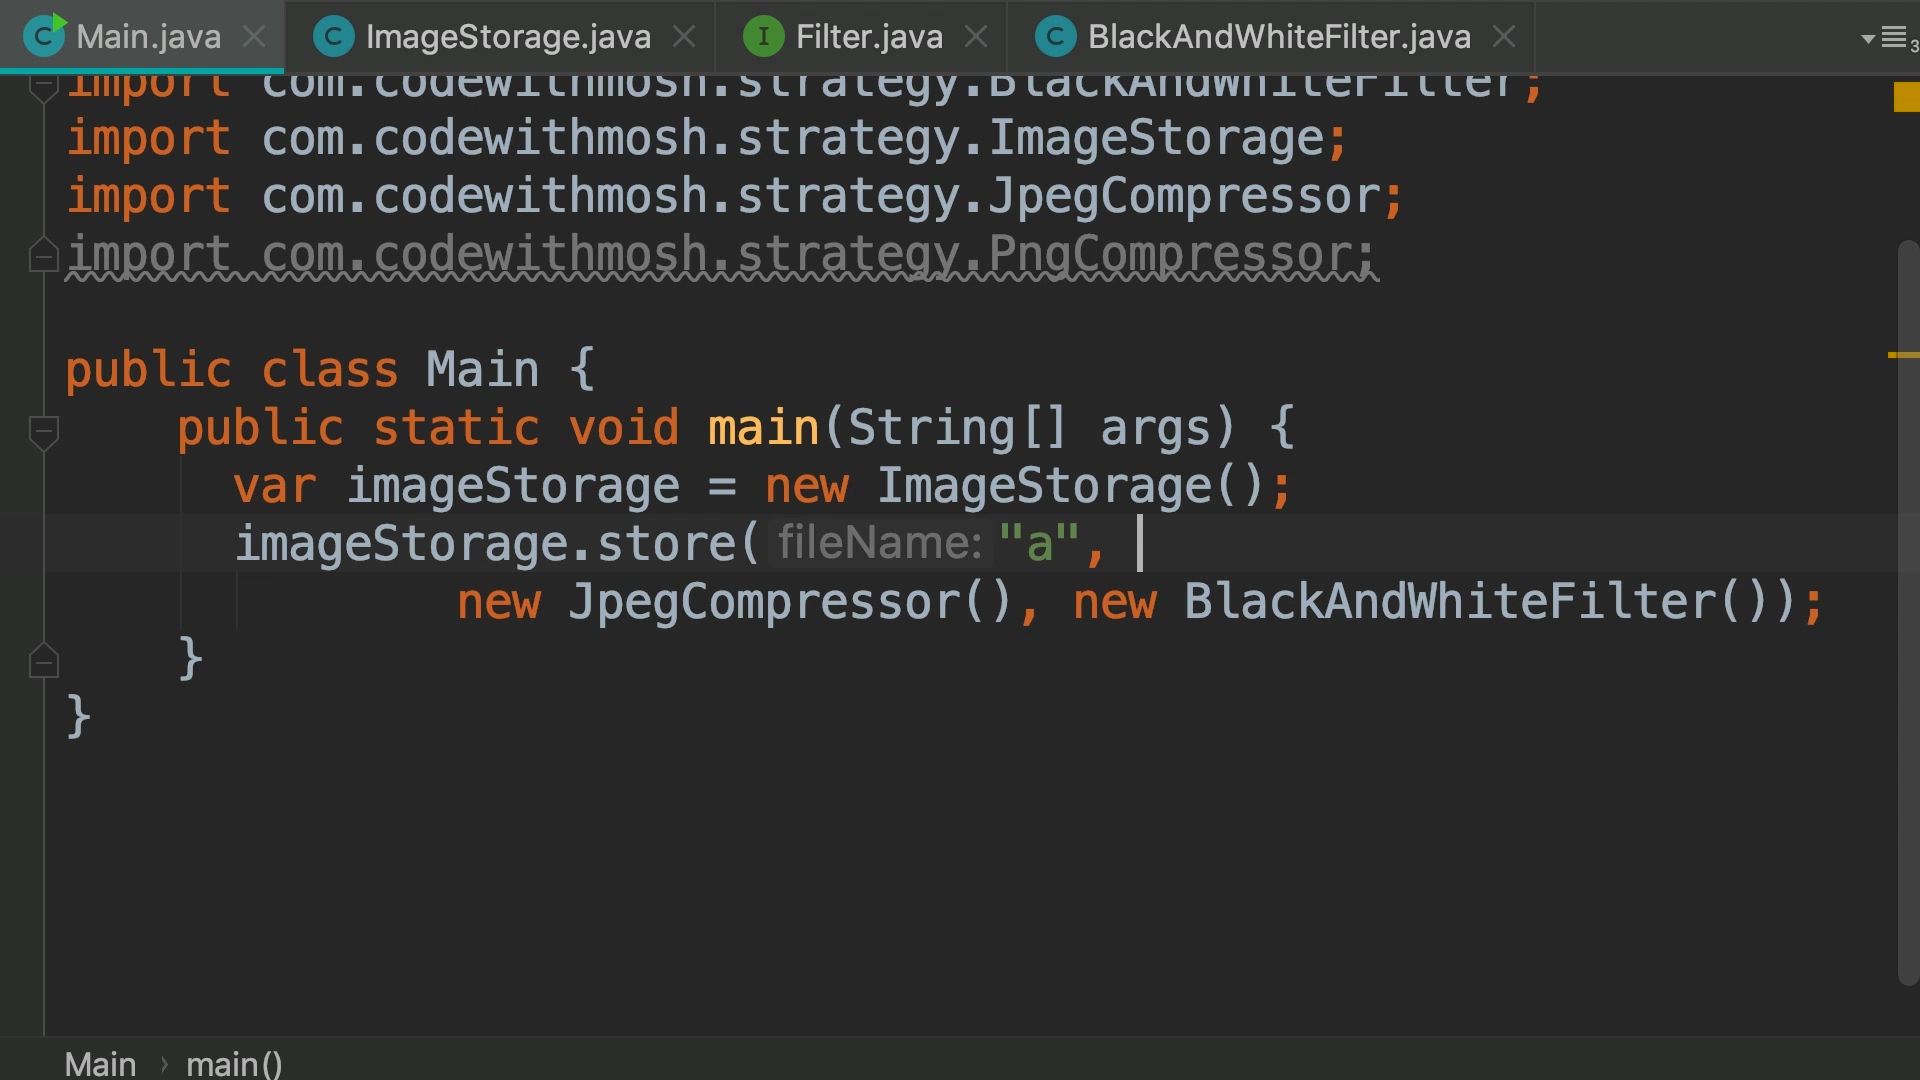 Main.java ImageStorage.java Filter.java BlackAndWhiteFilter.java 3
import com.codewithmosh.strategy.BlackAndWhiteFilter;
import com.codewithmosh.strategy.ImageStorage;
import com.codewithmosh.strategy.JpegCompressor;
import com.codewithmosh.strategy.PngCompressor;
public class Main {
public static void main(String[] args) {
var imageStorage = new ImageStorage();
imageStorage.store( fileName: "a",
new JpegCompressor(), new BlackAndWhiteFilter());
}
}
Main › main()